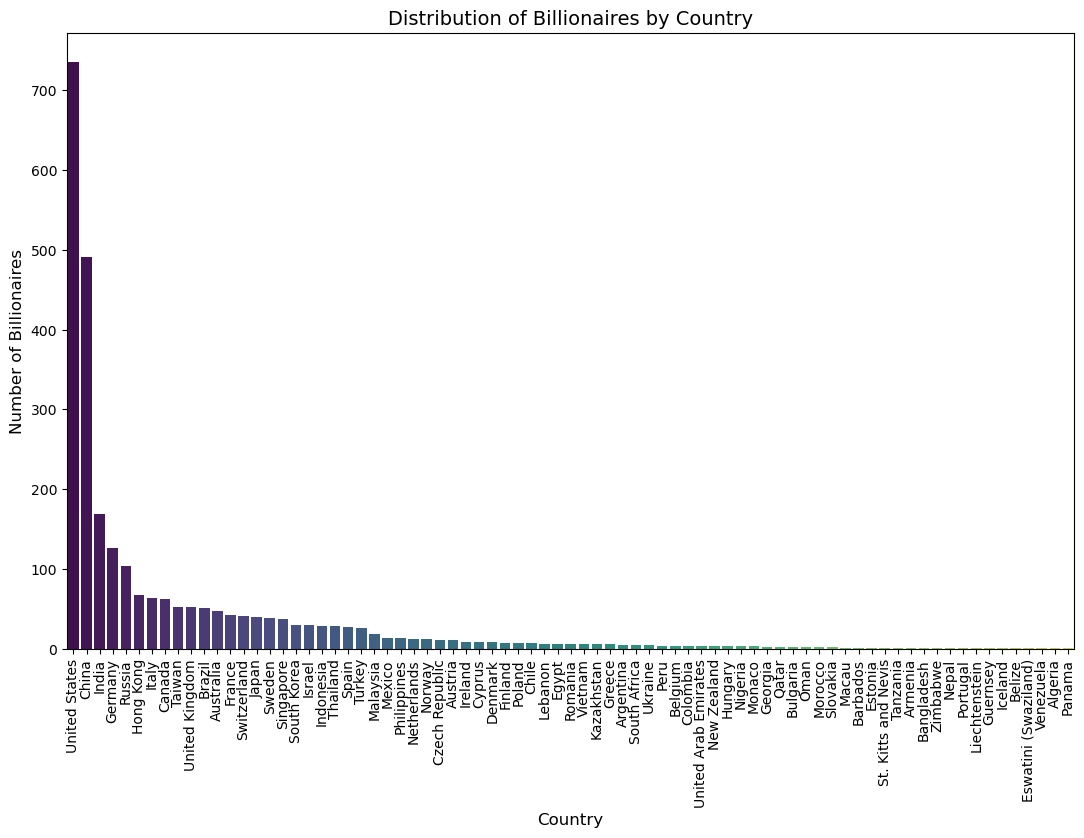 Distribution of Billionaires by Country
Number of Billionaires
700
600
500
400
300
200
100
0
United States
China
India
Germany
Russia
Hong Kong
Italy
Canada
Taiwan
United Kingdom
Brazil
Australia
France
Switzerland
Japan
Sweden
Singapore
South Korea
Israel
Indonesia
Thailand
Spain
Turkey
Malaysia
Mexico
Philippines
Netherlands
Norway
Czech Republic
Austria
Ireland
Cyprus
Denmark
Finland
Poland
Chile
Lebanon
Egypt
Romania
Vietnam
Kazakhstan
Greece
Argentina
South Africa
Ukraine
Peru
Belgium
Colombia
United Arab Emirates
New Zealand
Hungary
Nigeria
Monaco
Georgia
Qatar
Bulgaria
Oman
Morocco
Slovakia
Macau
Barbados
Estonia
St. Kitts and Nevis
Tanzania
Armenia
Bangladesh
Zimbabwe
Nepal
Portugal
Liechtenstein
Guernsey
Iceland
Belize
Eswatini (Swaziland)
Venezuela
Algeria
Panama
Country